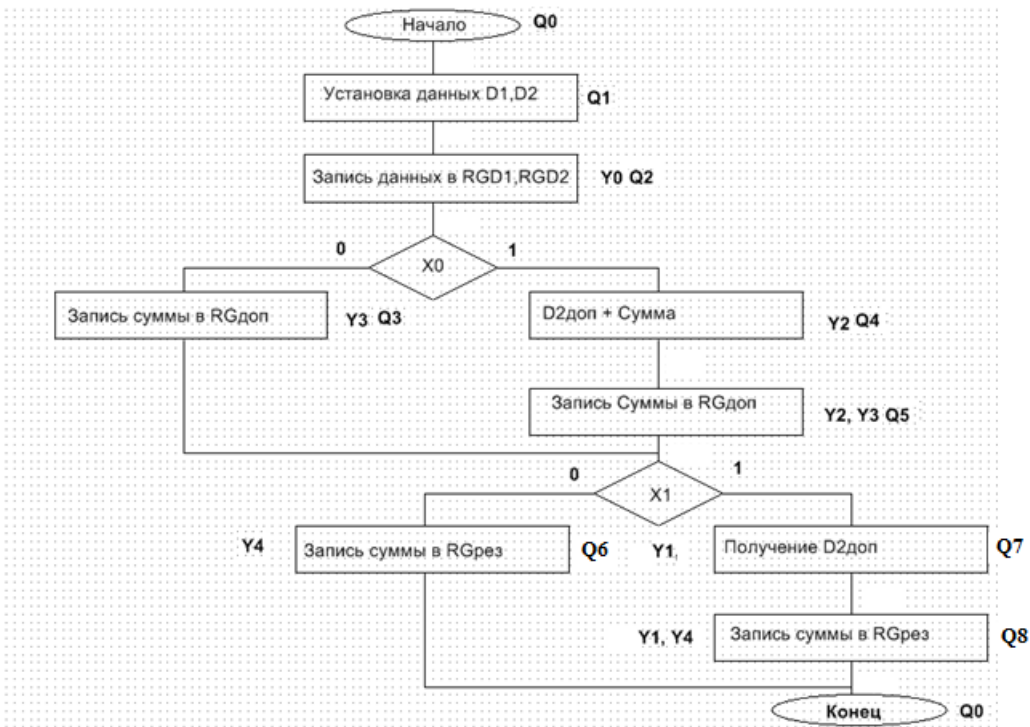 Начало Q0
Установка данных D1,D2 Q1
Запись данных в RGD1,RGD2 Y0 Q2
0 X0 1
Запись суммы в RGдоп Y3 Q3
D2доп + Сумма Y2 Q4
Запись Суммы в RGдоп Y2, Y3 Q5
0 X1 1
Y4 Запись суммы в RGрез Q6
Y1, Получение D2доп Q7
Y1, Y4 Запись суммы в RGрез Q8
Конец Q0